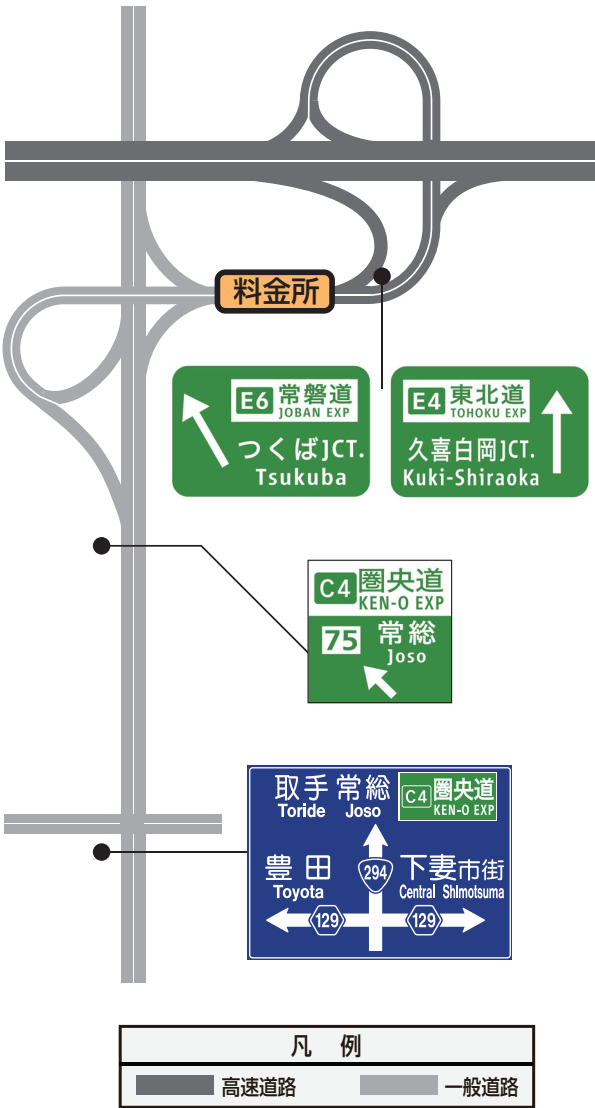 料金所
E6 常磐道
JOBAN EXP
つくばJCT.
Tsukuba
E4 東北道
TOHOKU EXP
久喜白岡JCT.
Kuki-Shiraoka
C4 圏央道
KEN-O EXP
75 常総
Joso
取手 常総
Toride Joso
C4 圏央道
KEN-O EXP
豊田
Toyota
294
下妻市街
Central Shimotsuma
129
129
凡 例
高速道路
一般道路